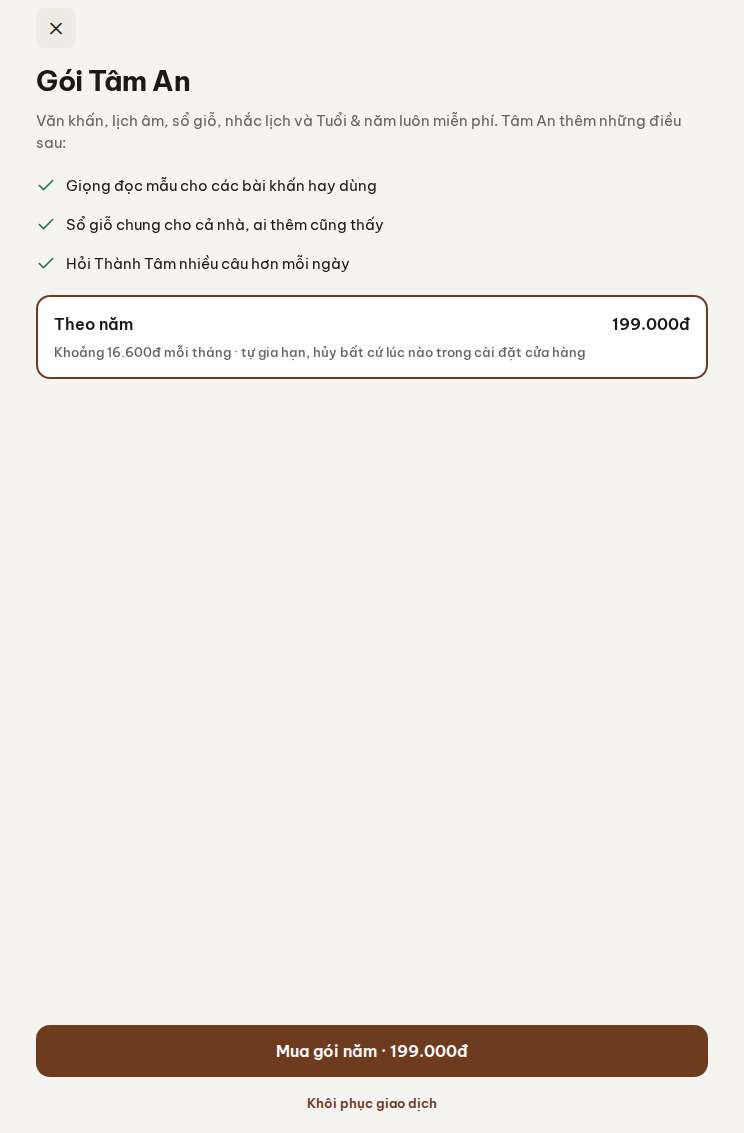 Gói Tâm An
Văn khấn, lịch âm, sổ giỗ, nhắc lịch và Tuổi & năm luôn miễn phí. Tâm An thêm những điều
sau:
Giọng đọc mẫu cho các bài khấn hay dùng
Sổ giỗ chung cho cả nhà, ai thêm cũng thấy
Hỏi Thành Tâm nhiều câu hơn mỗi ngày
Theo năm 199.000đ
Khoảng 16.600đ mỗi tháng · tự gia hạn, hủy bất cứ lúc nào trong cài đặt cửa hàng
Mua gói năm · 199.000đ
Khôi phục giao dịch